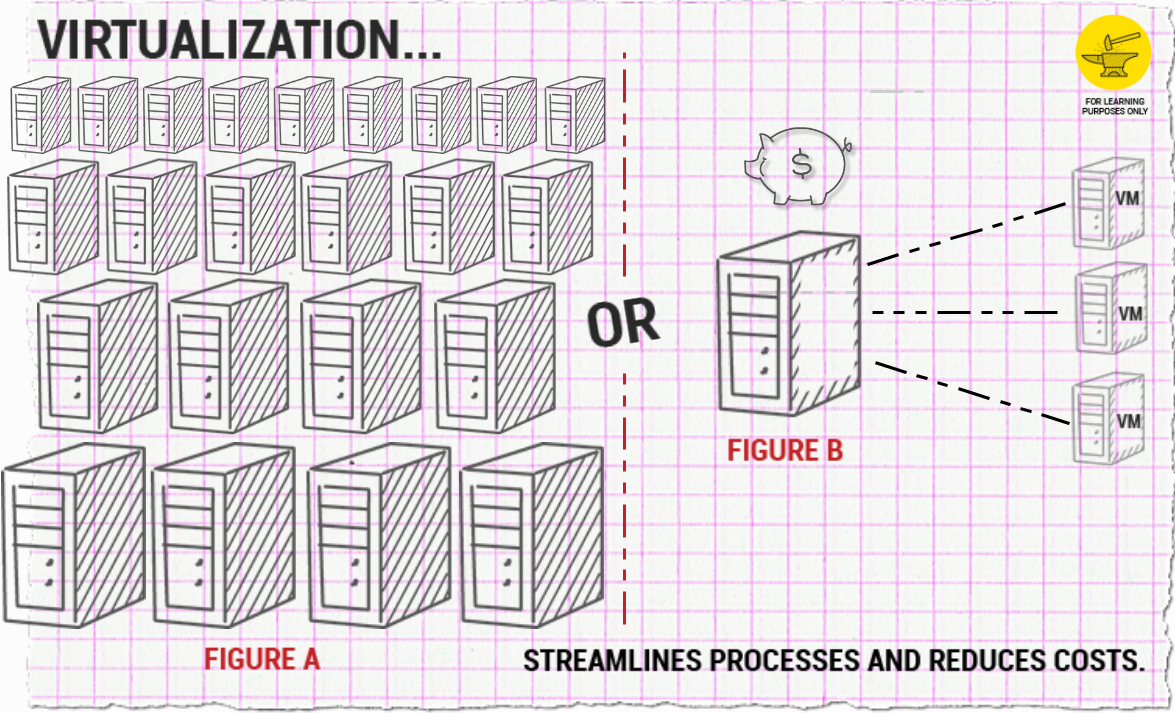 VIRTUALIZATION...
FOR LEARNING
PURPOSES ONLY
$
VM
OR
VM
VM
FIGURE B
FIGURE A
STREAMLINES PROCESSES AND REDUCES COSTS.